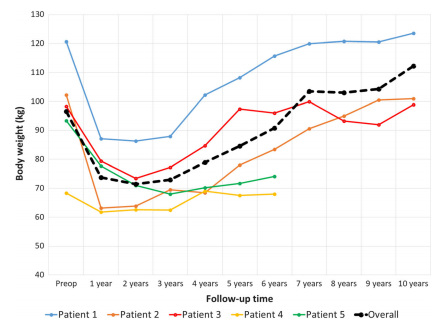 130
120
110
100
90
80
70
60
50
40
Body weight (kg)
Preop 1 year 2 years 3 years 4 years 5 years 6 years 7 years 8 years 9 years 10 years
Follow-up time
Patient 1 Patient 2 Patient 3 Patient 4 Patient 5 Overall